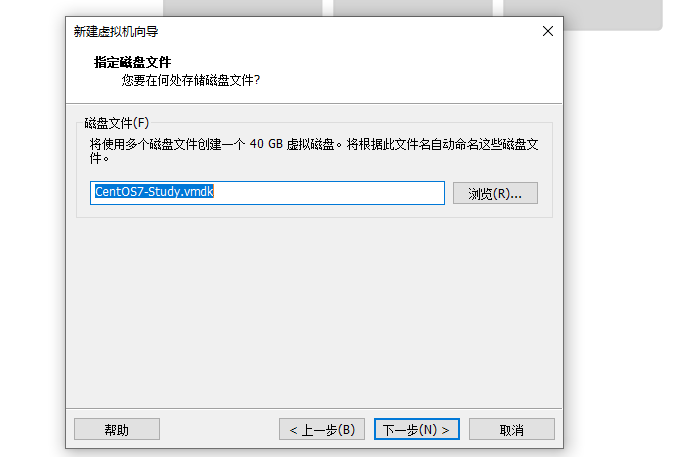 新建虚拟机向导
指定磁盘文件
您要在何处存储磁盘文件?
磁盘文件(F)
将使用多个磁盘文件创建一个 40 GB 虚拟磁盘。将根据此文件名自动命名这些磁盘文
件。
CentOS7-Study.vmdk
浏览(R)...
帮助
< 上一步(B)
下一步(N) >
取消